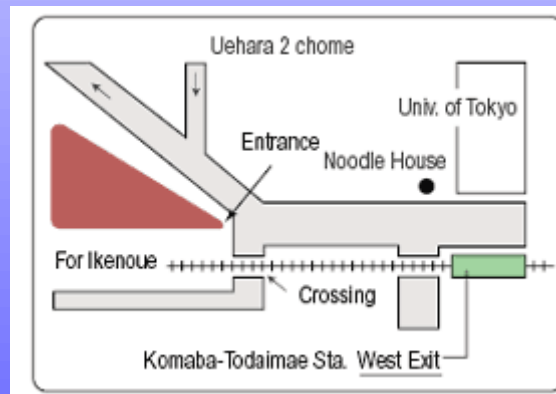 Uehara 2 chome
Univ. of Tokyo
Entrance
Noodle House
For Ikenoue
Crossing
Komaba-Todaimae Sta. West Exit